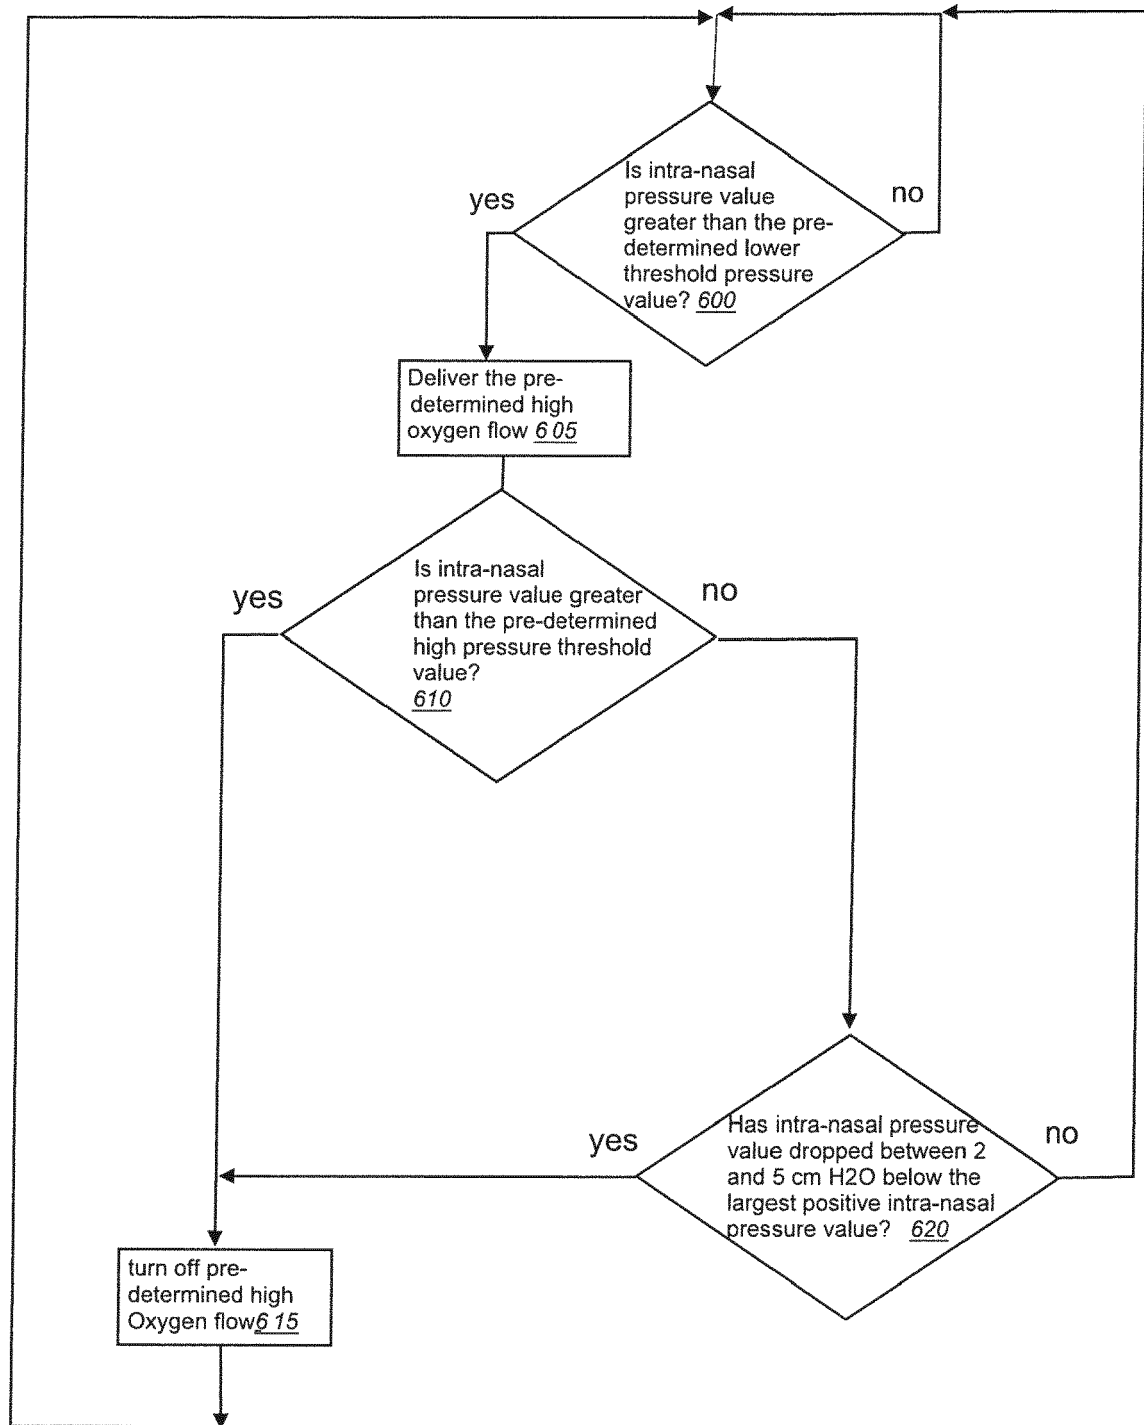 Is intra-nasal
pressure value
greater than the pre-
determined lower
threshold pressure
value? 600
yes
no
Deliver the pre-
determined high
oxygen flow 6 05
Is intra-nasal
pressure value greater
than the pre-determined
high pressure threshold
value?
610
yes
no
Has intra-nasal pressure
value dropped between 2
and 5 cm H2O below the
largest positive intra-nasal
pressure value? 620
yes
no
turn off pre-
determined high
Oxygen flow6 15